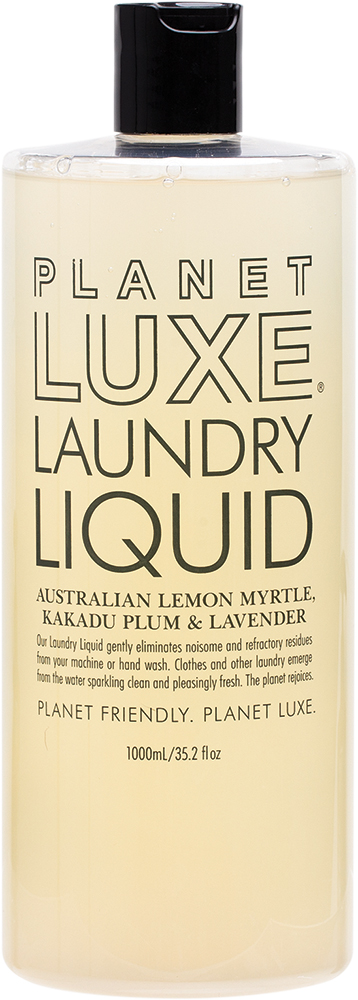 PLANET
LUXE®
LAUNDRY
LIQUID
AUSTRALIAN LEMON MYRTLE,
KAKADU PLUM & LAVENDER
Our Laundry Liquid gently eliminates noisome and refractory residues
from your machine or hand wash. Clothes and other laundry emerge
from the water sparkling clean and pleasingly fresh. The planet rejoices.
PLANET FRIENDLY. PLANET LUXE.
1000mL/35.2 fl oz